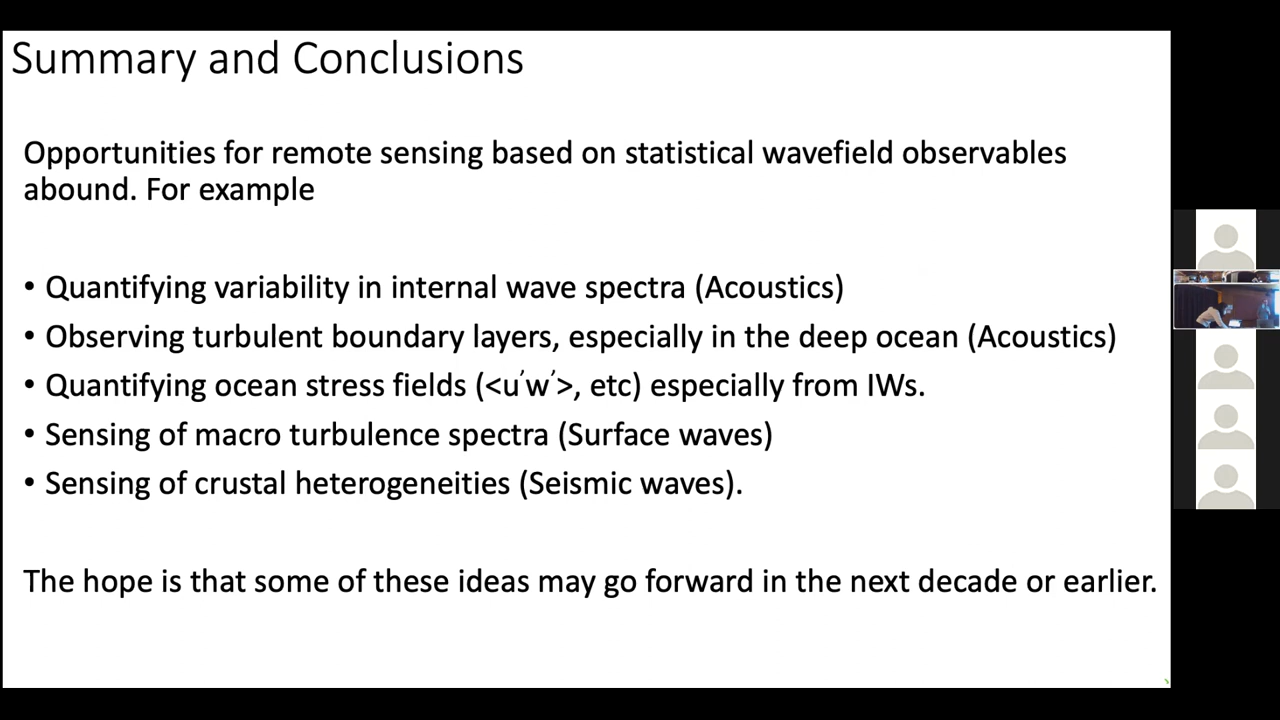 Summary and Conclusions
Opportunities for remote sensing based on statistical wavefield observables
abound. For example
• Quantifying variability in internal wave spectra (Acoustics)
• Observing turbulent boundary layers, especially in the deep ocean (Acoustics)
• Quantifying ocean stress fields (<u′w′>, etc) especially from IWs.
• Sensing of macro turbulence spectra (Surface waves)
• Sensing of crustal heterogeneities (Seismic waves).
The hope is that some of these ideas may go forward in the next decade or earlier.